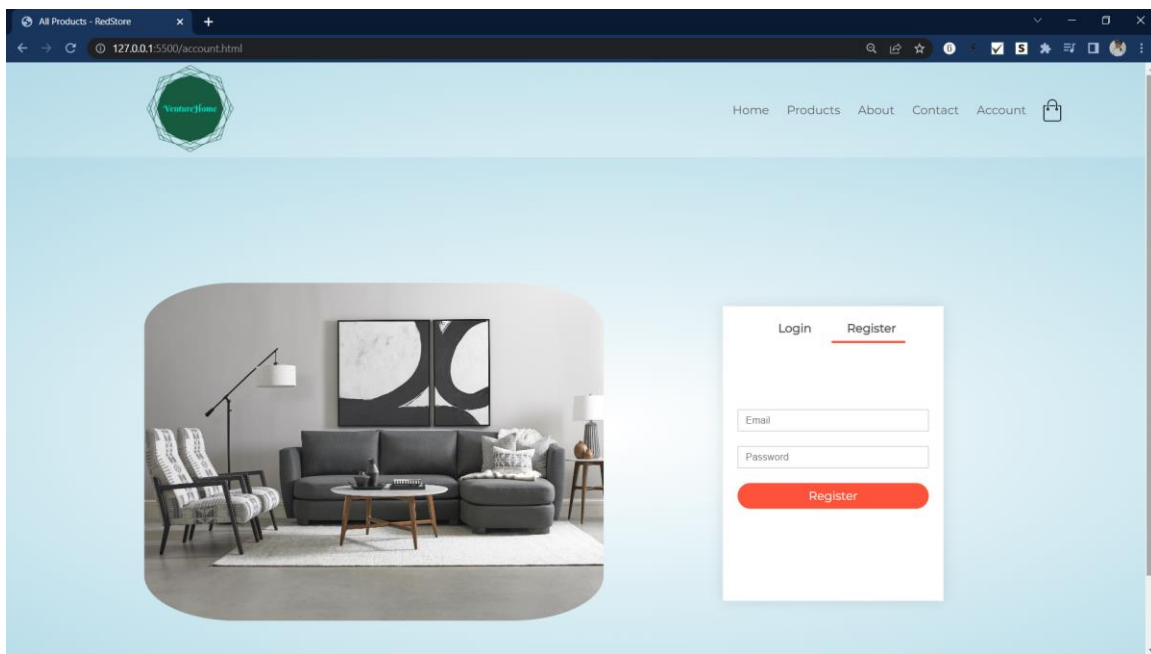 All Products - RedStore
127.0.0.1:5500/account.html
VentureHome
Home Products About Contact Account
Login Register
Email
Password
Register